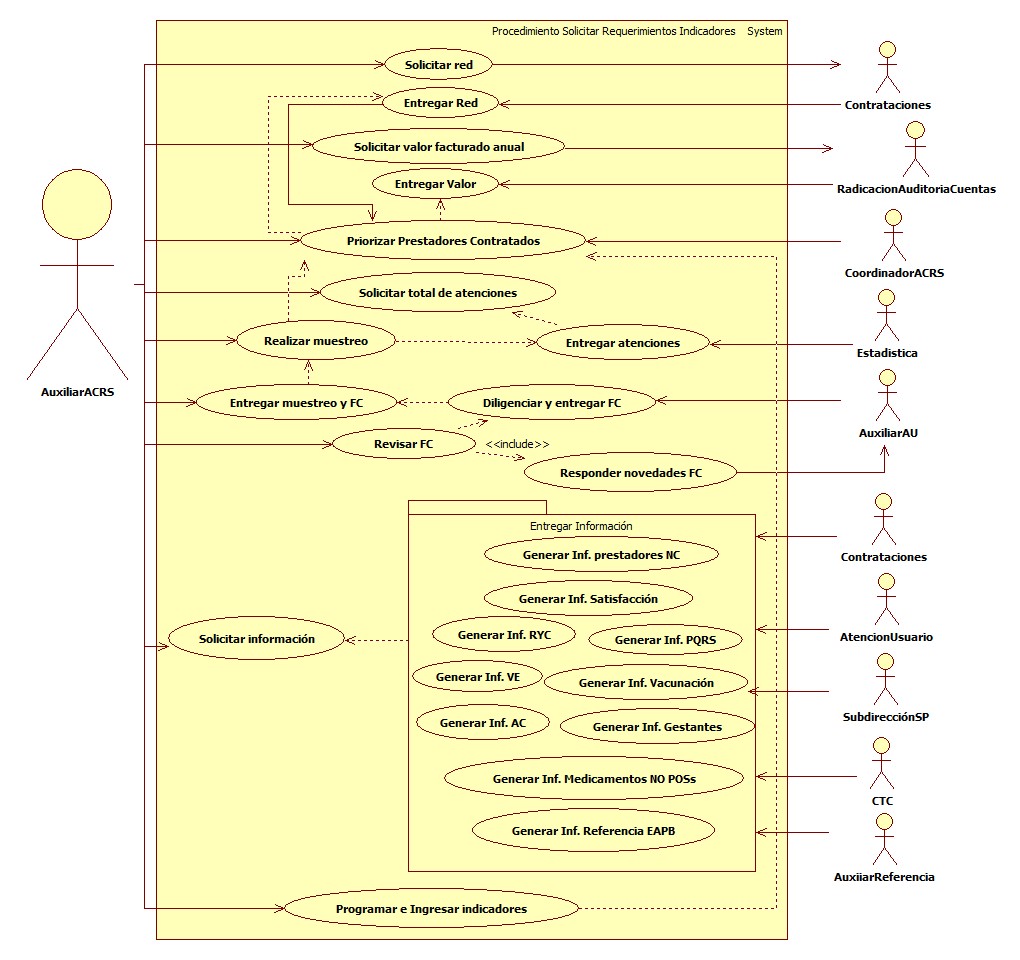 Procedimiento Solicitar Requerimientos Indicadores System
Solicitar red
Entregar Red
Contrataciones
Solicitar valor facturado anual
Entregar Valor
RadicacionAuditoriaCuentas
Priorizar Prestadores Contratados
CoordinadorACRS
Solicitar total de atenciones
Realizar muestreo
Entregar atenciones
Estadistica
AuxiliarACRS
Entregar muestreo y FC
Diligenciar y entregar FC
AuxiliarAU
Revisar FC
<<include>>
Responder novedades FC
Entregar Información
Generar Inf. prestadores NC
Contrataciones
Generar Inf. Satisfacción
Solicitar información
Generar Inf. RYC
Generar Inf. PQRS
AtencionUsuario
Generar Inf. VE
Generar Inf. Vacunación
SubdirecciónSP
Generar Inf. AC
Generar Inf. Gestantes
Generar Inf. Medicamentos NO POSs
CTC
Generar Inf. Referencia EAPB
AuxiiarReferencia
Programar e Ingresar indicadores